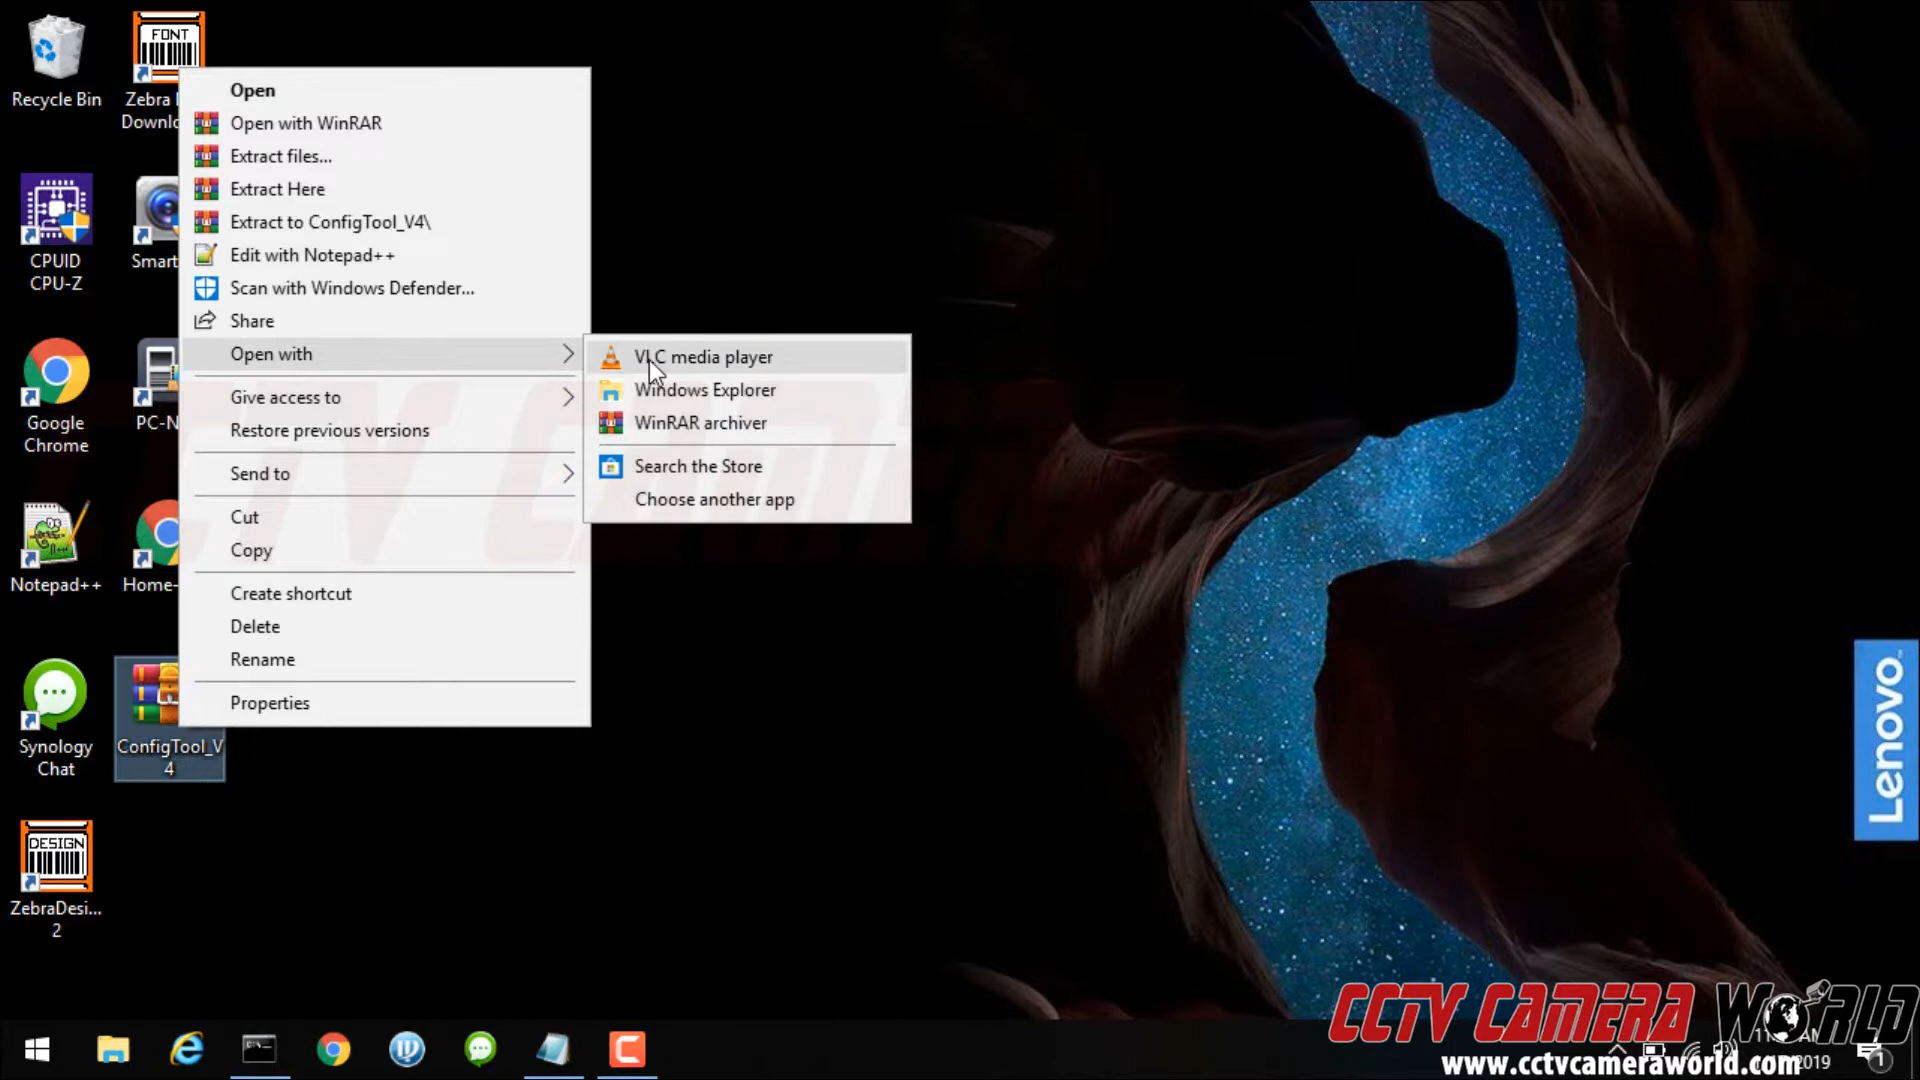 Recycle Bin
FONT
Zebra
Downlo
CPUID
CPU-Z
Smart
Google
Chrome
PC-N
Notepad++
Home-
Synology
Chat
ConfigTool_V
4
DESIGN
ZebraDesi...
2
Open
Open with WinRAR
Extract files...
Extract Here
Extract to ConfigTool_V4\
Edit with Notepad++
Scan with Windows Defender...
Share
Open with
Give access to
Restore previous versions
Send to
Cut
Copy
Create shortcut
Delete
Rename
Properties
VLC media player
Windows Explorer
WinRAR archiver
Search the Store
Choose another app
Lenovo
CCTV CAMERA WORLD
www.cctvcameraworld.com
2019
1